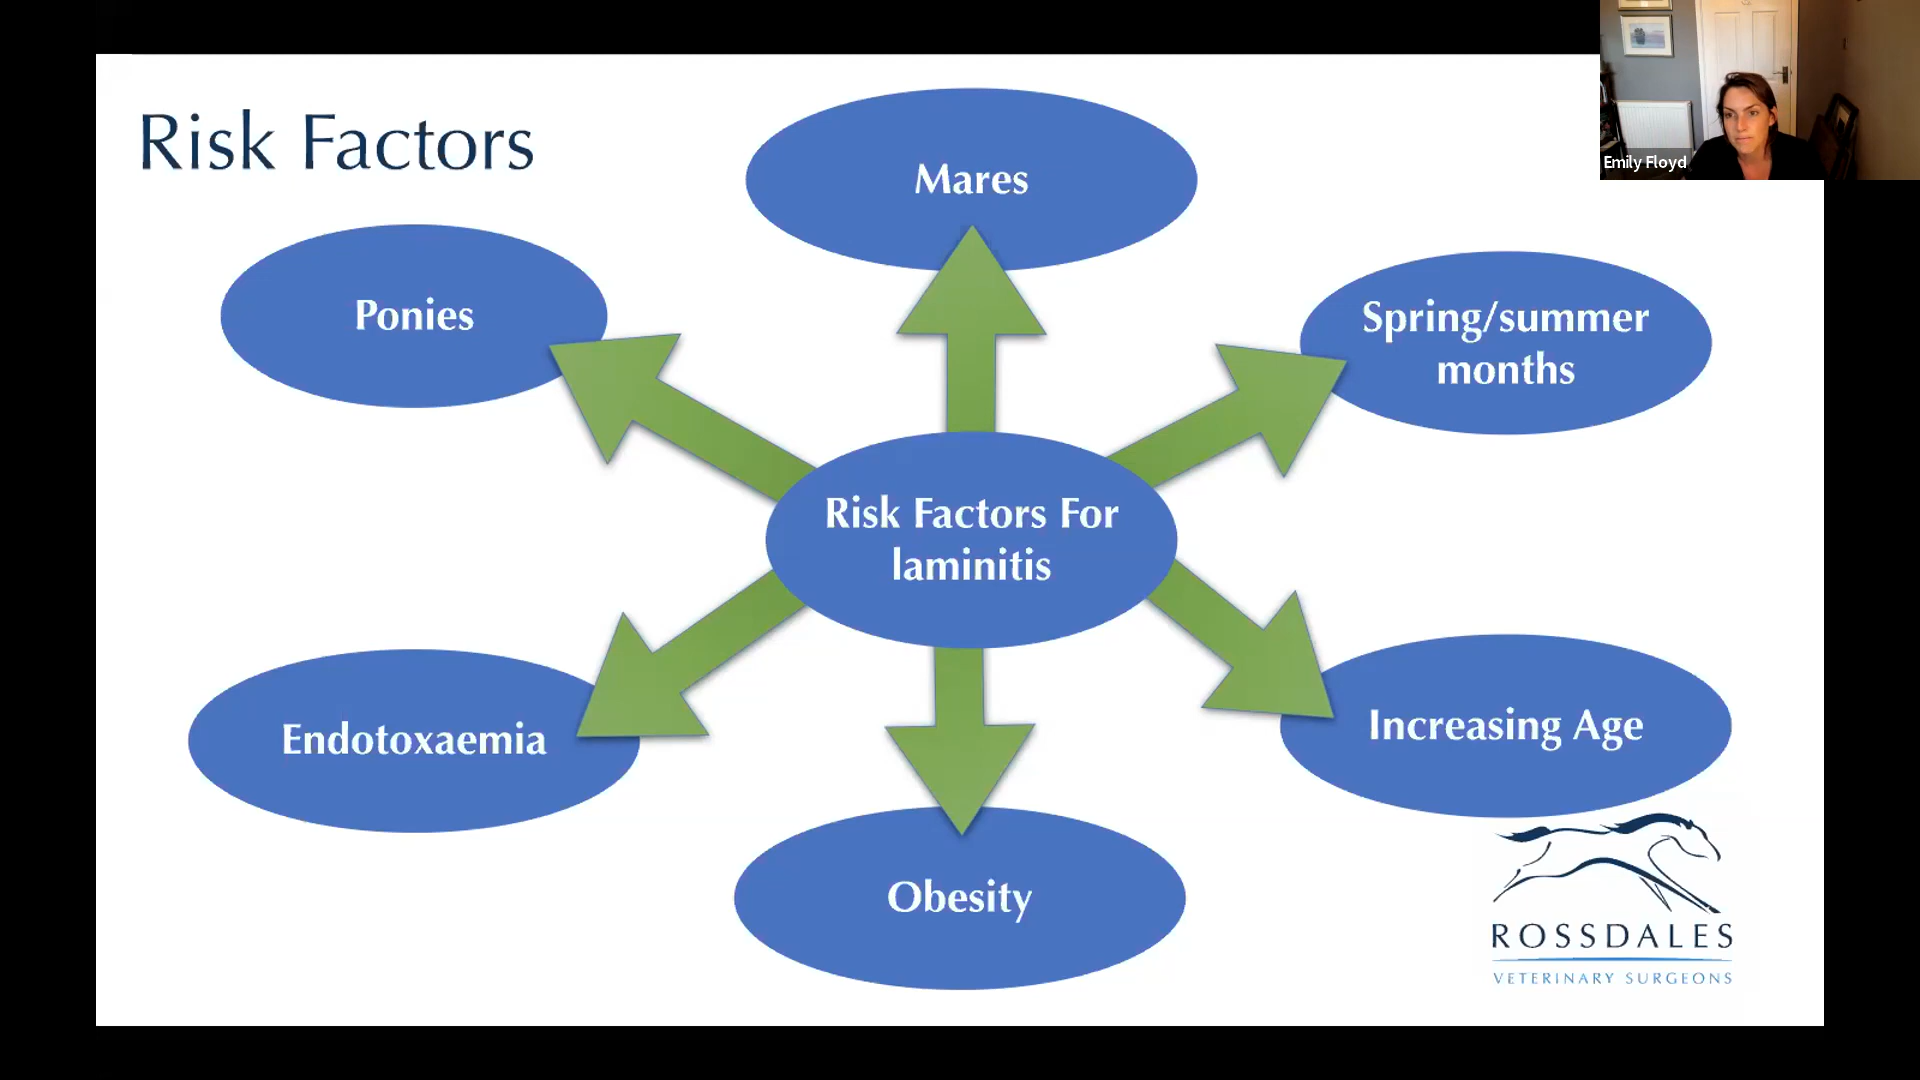 Risk Factors
Emily Floyd
Mares
Ponies
Spring/summer
months
Risk Factors For
laminitis
Endotoxaemia
Increasing Age
Obesity
ROSSDALES
VETERINARY SURGEONS